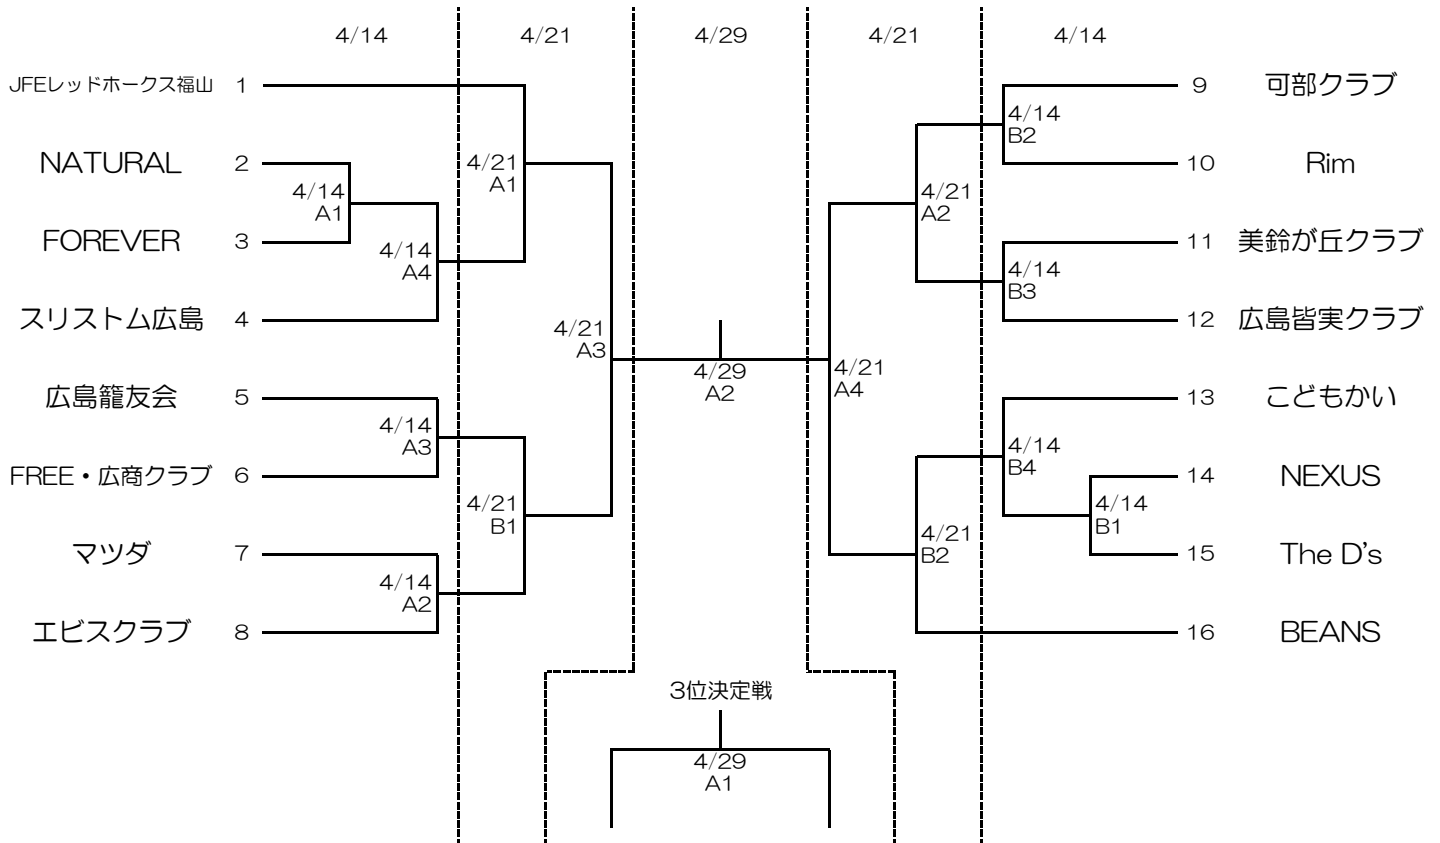 4/14 4/21 4/29 4/21 4/14
JFEレッドホークス福山 1
9 可部クラブ
4/14
B2
NATURAL 2
4/21
A1
10 Rim
4/14
A1
4/21
A2
FOREVER 3
11 美鈴が丘クラブ
4/14
A4
4/14
B3
スリストム広島 4
12 広島皆実クラブ
4/21
A3
4/29
A2
4/21
A4
広島籠友会 5
13 こどもかい
4/14
A3
4/14
B4
FREE・広商クラブ 6
14 NEXUS
4/21
B1
4/14
B1
マツダ 7
4/21
B2
15 The D's
4/14
A2
エビスクラブ 8
16 BEANS
3位決定戦
4/29
A1